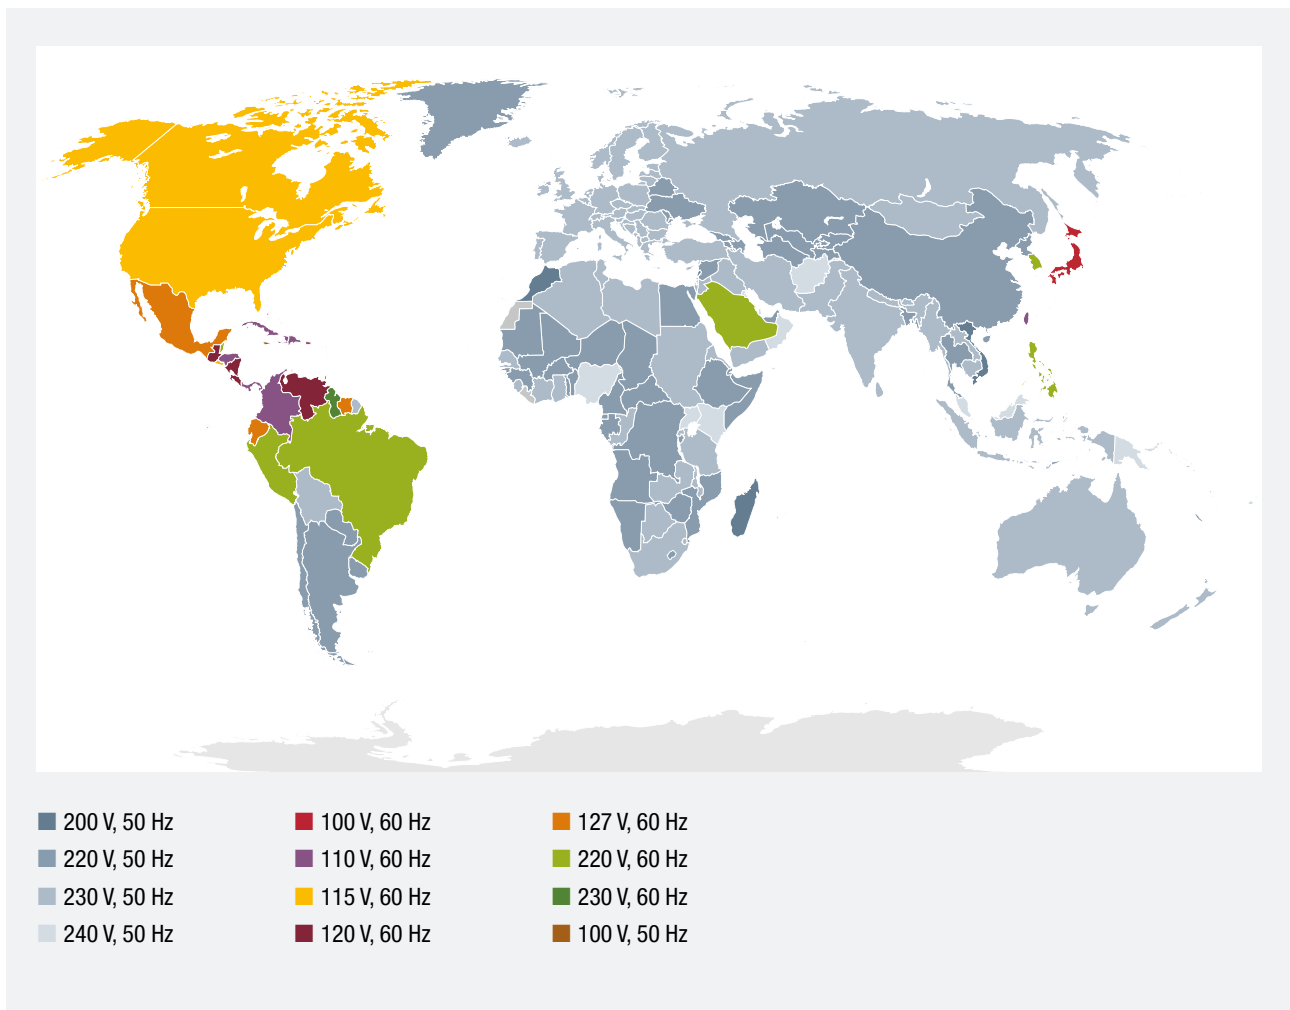 200 V, 50 Hz
220 V, 50 Hz
230 V, 50 Hz
240 V, 50 Hz
100 V, 60 Hz
110 V, 60 Hz
115 V, 60 Hz
120 V, 60 Hz
127 V, 60 Hz
220 V, 60 Hz
230 V, 60 Hz
100 V, 50 Hz